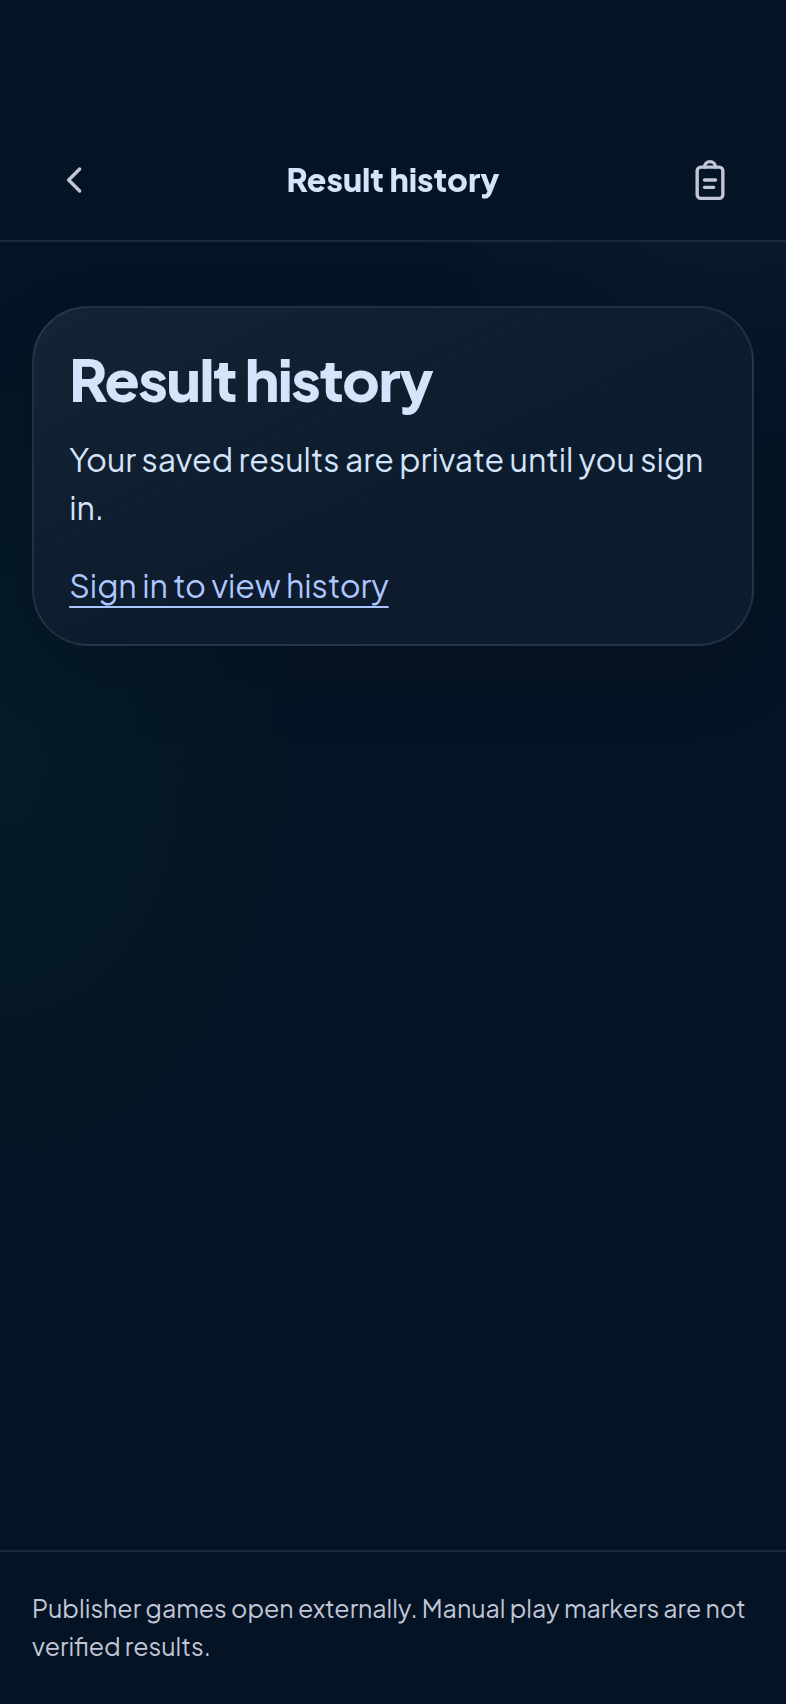 Result history
Result history
Your saved results are private until you sign
in.
Sign in to view history
Publisher games open externally. Manual play markers are not
verified results.